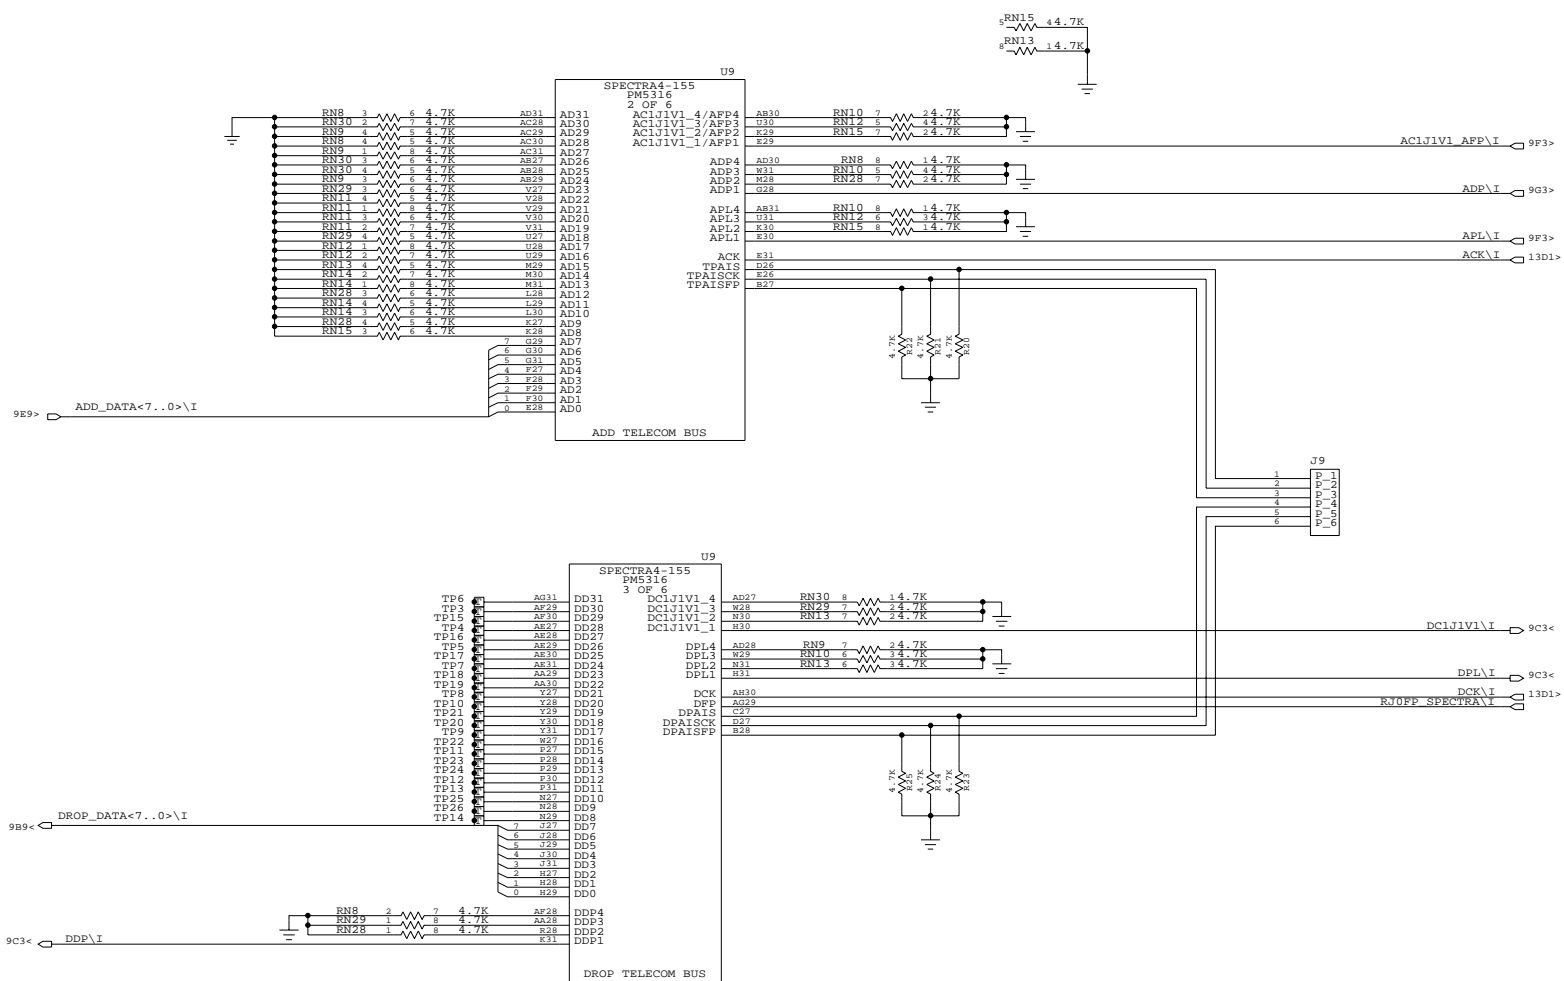 5 RN15 4 4.7K
8 RN13 1 4.7K
U9
SPECTRA4-155
PM5316
2 OF 6
RN8 3 6 4.7K AD31 AD31 AC1J1V1_4/AFP4 AB30 RN10 7 2 4.7K
RN30 2 7 4.7K AC28 AD30 AC1J1V1_3/AFP3 U30 RN12 5 4 4.7K
RN9 4 5 4.7K AC29 AD29 AC1J1V1_2/AFP2 K29 RN15 7 2 4.7K
RN8 4 5 4.7K AC30 AD28 AC1J1V1_1/AFP1 E29 AC1J1V1_AFP\I 9F3>
RN9 1 8 4.7K AC31 AD27
RN30 3 6 4.7K AB27 AD26 ADP4 AD30 RN8 8 1 4.7K
RN30 4 5 4.7K AB28 AD25 ADP3 W31 RN10 5 4 4.7K
RN9 3 6 4.7K AB29 AD24 ADP2 M28 RN28 7 2 4.7K
RN29 3 6 4.7K V27 AD23 ADP1 G28 ADP\I 9G3>
RN11 4 5 4.7K V28 AD22
RN11 1 8 4.7K V29 AD21 APL4 AB31 RN10 8 1 4.7K
RN11 3 6 4.7K V30 AD20 APL3 U31 RN12 6 3 4.7K
RN11 2 7 4.7K V31 AD19 APL2 K30 RN15 8 1 4.7K
RN29 4 5 4.7K U27 AD18 APL1 E30 APL\I 9F3>
RN12 1 8 4.7K U28 AD17
RN12 2 7 4.7K U29 AD16 ACK E31 ACK\I 13D1>
RN13 4 5 4.7K M29 AD15 TPAIS D26
RN14 2 7 4.7K M30 AD14 TPAISCK E26
RN14 1 8 4.7K M31 AD13 TPAISFP B27
RN28 3 6 4.7K L28 AD12
RN14 4 5 4.7K L29 AD11
RN14 3 6 4.7K L30 AD10
RN28 4 5 4.7K K27 AD9
RN15 3 6 4.7K K28 AD8
7 G29 AD7
6 G30 AD6
5 G31 AD5
4 F27 AD4
3 F28 AD3
2 F29 AD2
1 F30 AD1
0 E28 AD0
4.7K R22 4.7K R21 4.7K R20
9E9> ADD_DATA<7..0>\I
ADD TELECOM BUS
J9
1 P_1
2 P_2
3 P_3
4 P_4
5 P_5
6 P_6
U9
SPECTRA4-155
PM5316
3 OF 6
TP6 AG31 DD31 DC1J1V1_4 AD27 RN30 8 1 4.7K
TP3 AF29 DD30 DC1J1V1_3 W28 RN29 7 2 4.7K
TP15 AF30 DD29 DC1J1V1_2 N30 RN13 7 2 4.7K
TP4 AE27 DD28 DC1J1V1_1 H30 DC1J1V1\I 9C3<
TP16 AE28 DD27
TP5 AE29 DD26 DPL4 AD28 RN9 7 2 4.7K
TP17 AE30 DD25 DPL3 W29 RN10 6 3 4.7K
TP7 AE31 DD24 DPL2 N31 RN13 6 3 4.7K
TP18 AA29 DD23 DPL1 H31 DPL\I 9C3<
TP19 AA30 DD22
TP8 Y27 DD21 DCK AH30 DCK\I 13D1>
TP10 Y28 DD20 DFP AG29 RJ0FP_SPECTRA\I
TP21 Y29 DD19 DPAIS C27
TP20 Y30 DD18 DPAISCK D27
TP9 Y31 DD17 DPAISFP B28
TP22 W27 DD16
TP11 P27 DD15
TP23 P28 DD14
TP24 P29 DD13
TP12 P30 DD12
TP13 P31 DD11
TP25 N27 DD10
TP26 N28 DD9
TP14 N29 DD8
4.7K R25 4.7K R24 4.7K R23
9B9< DROP_DATA<7..0>\I
7 J27 DD7
6 J28 DD6
5 J29 DD5
4 J30 DD4
3 J31 DD3
2 H27 DD2
1 H28 DD1
0 H29 DD0
RN8 2 7 4.7K AF28 DDP4
RN29 1 8 4.7K AA28 DDP3
RN28 1 8 4.7K R28 DDP2
9C3< DDP\I K31 DDP1
DROP TELECOM BUS